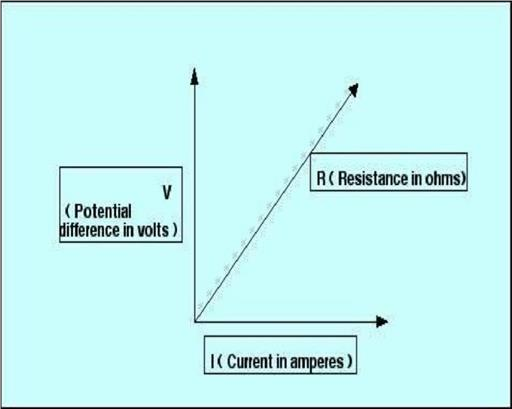 V
( Potential
difference in volts )
R ( Resistance in ohms)
I ( Current in amperes )